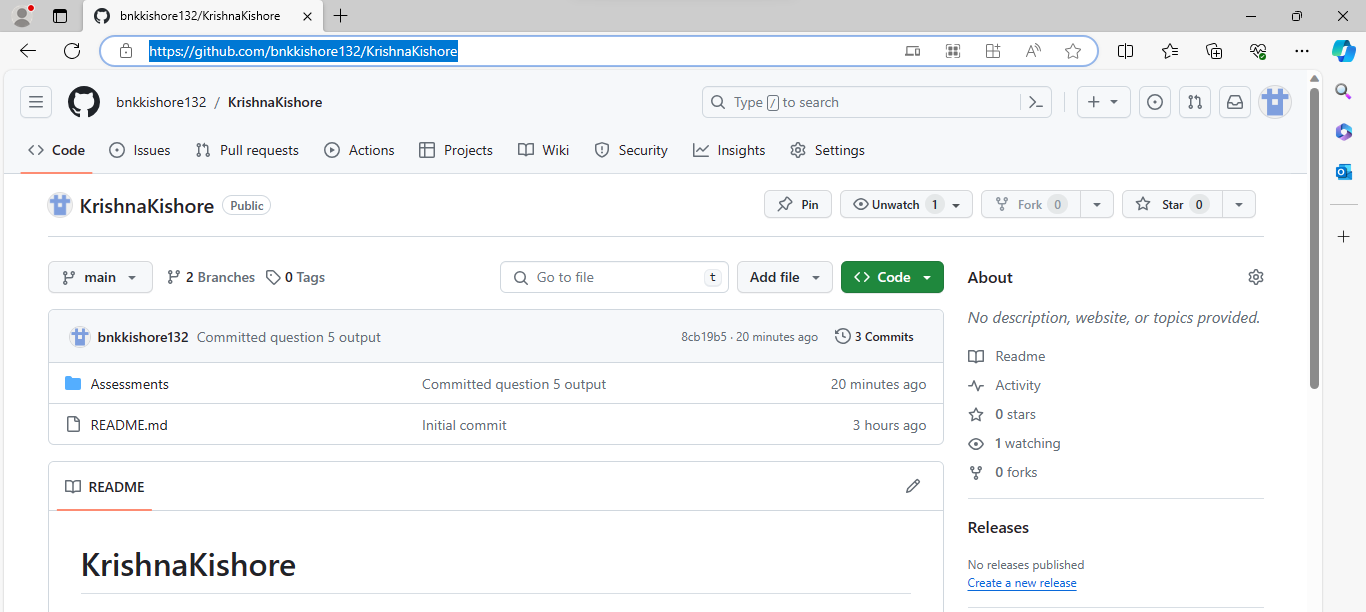 bnkkishore132/KrishnaKishore
https://github.com/bnkkishore132/KrishnaKishore
bnkkishore132 / KrishnaKishore
Type / to search
Code Issues Pull requests Actions Projects Wiki Security Insights Settings
KrishnaKishore Public
Pin Unwatch 1 Fork 0 Star 0
main 2 Branches 0 Tags
Go to file t Add file Code
bnkkishore132 Committed question 5 output 8cb19b5 · 20 minutes ago 3 Commits
Assessments Committed question 5 output 20 minutes ago
README.md Initial commit 3 hours ago
README
KrishnaKishore
About
No description, website, or topics provided.
Readme
Activity
0 stars
1 watching
0 forks
Releases
No releases published
Create a new release